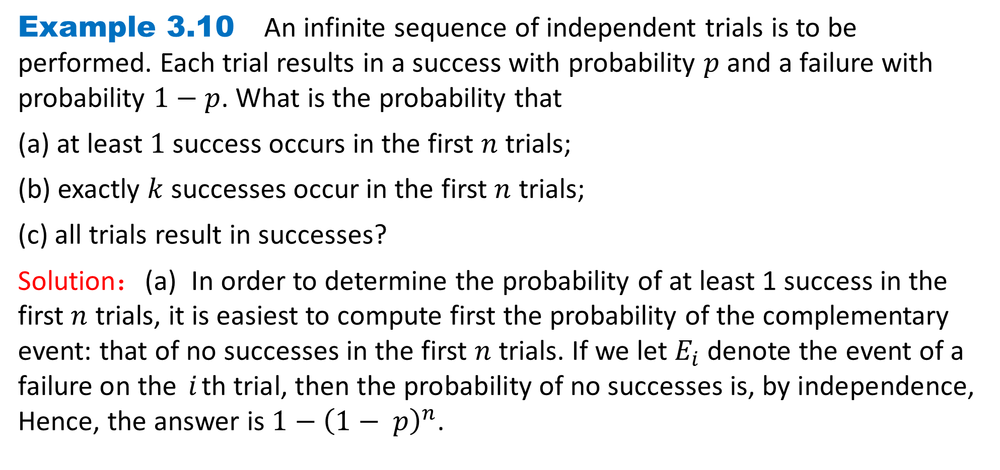 Example 3.10 An infinite sequence of independent trials is to be
performed. Each trial results in a success with probability p and a failure with
probability 1 − p. What is the probability that
(a) at least 1 success occurs in the first n trials;
(b) exactly k successes occur in the first n trials;
(c) all trials result in successes?
Solution： (a) In order to determine the probability of at least 1 success in the
first n trials, it is easiest to compute first the probability of the complementary
event: that of no successes in the first n trials. If we let Eᵢ denote the event of a
failure on the i th trial, then the probability of no successes is, by independence,
Hence, the answer is 1 − (1 − p)ⁿ.